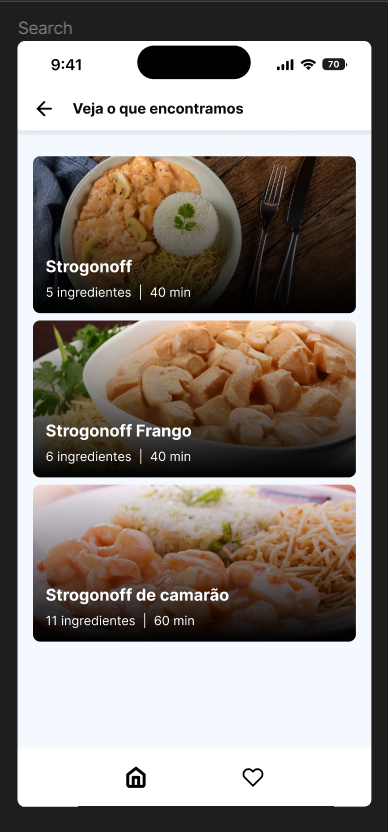 Search
9:41
70
Veja o que encontramos
Strogonoff
5 ingredientes | 40 min
Strogonoff Frango
6 ingredientes | 40 min
Strogonoff de camarão
11 ingredientes | 60 min